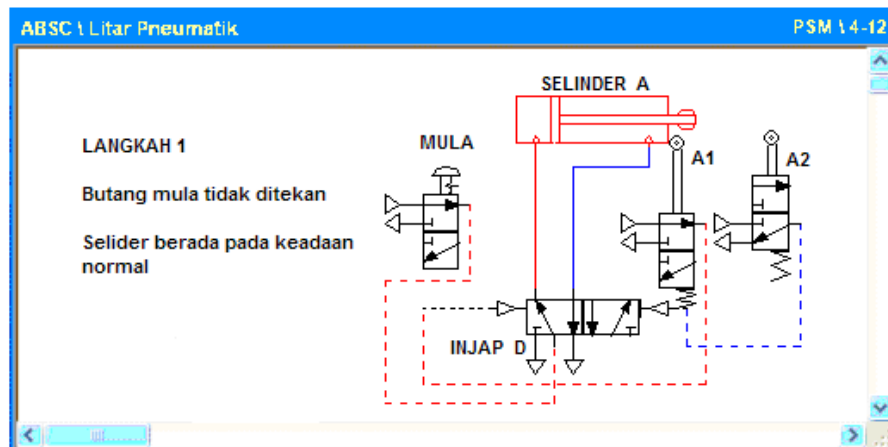 ABSC \ Litar Pneumatik
PSM \ 4-12
SELINDER A
LANGKAH 1
MULA
A1
A2
Butang mula tidak ditekan
Selider berada pada keadaan
normal
INJAP D